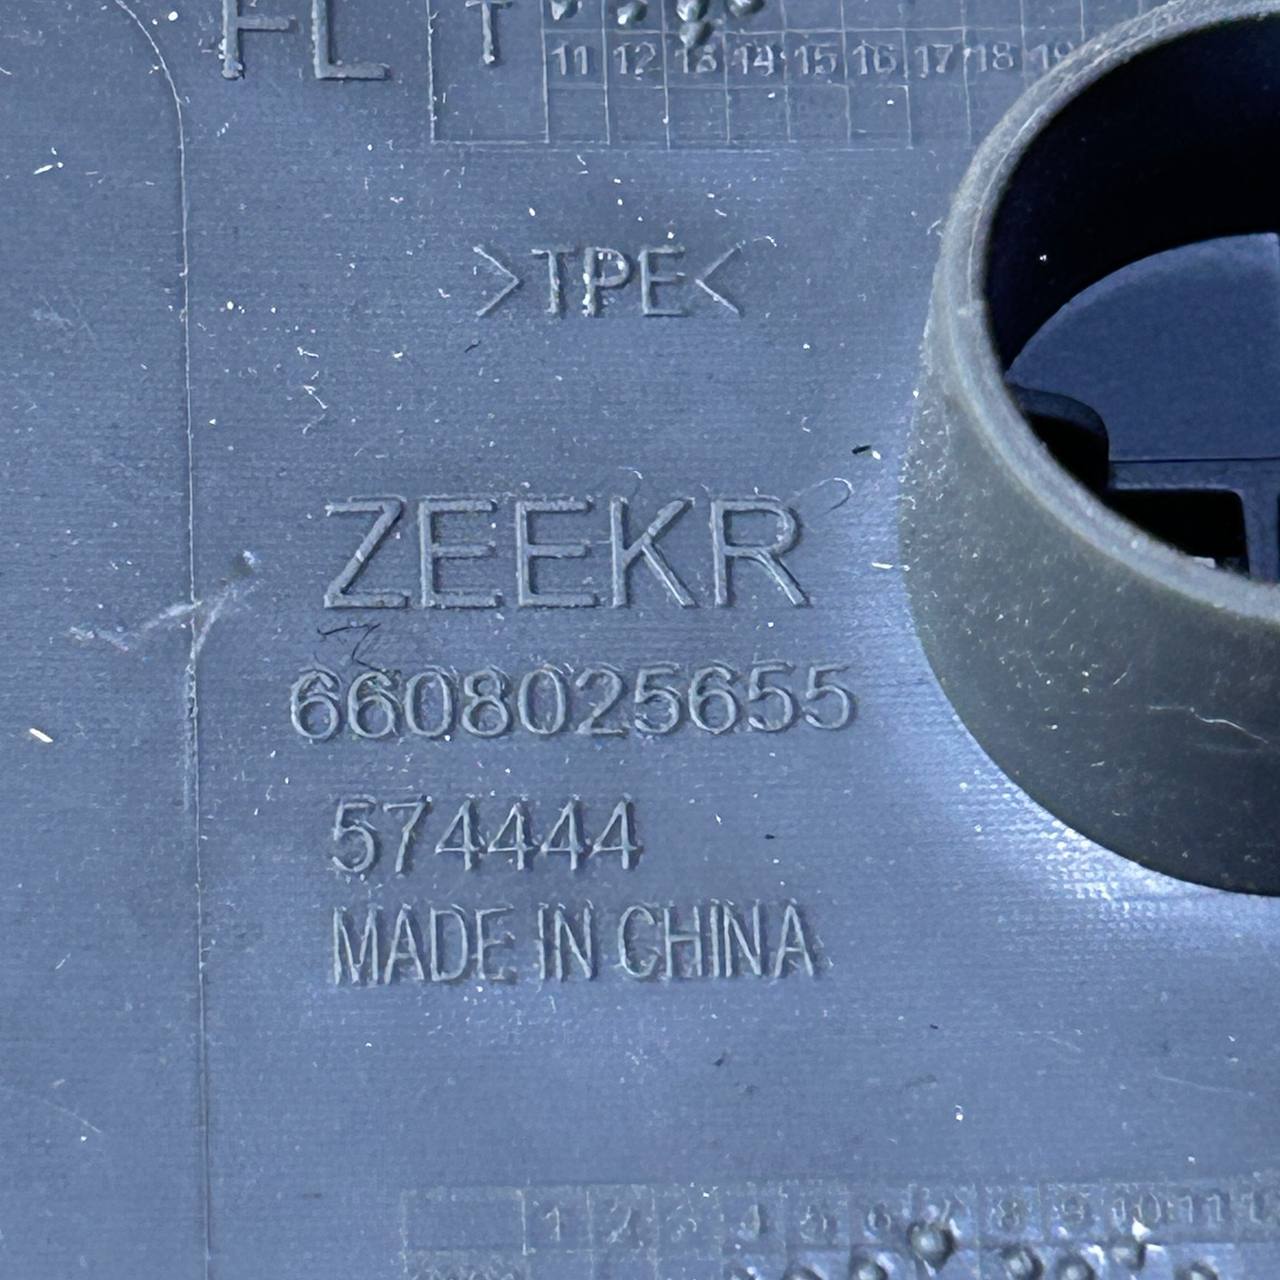 FL T
11 12 13 14 15 16 17 18 19
>TPE<
ZEEKR
6608025655
574444
MADE IN CHINA
1 2 3 4 5 6 7 8 9 10 11